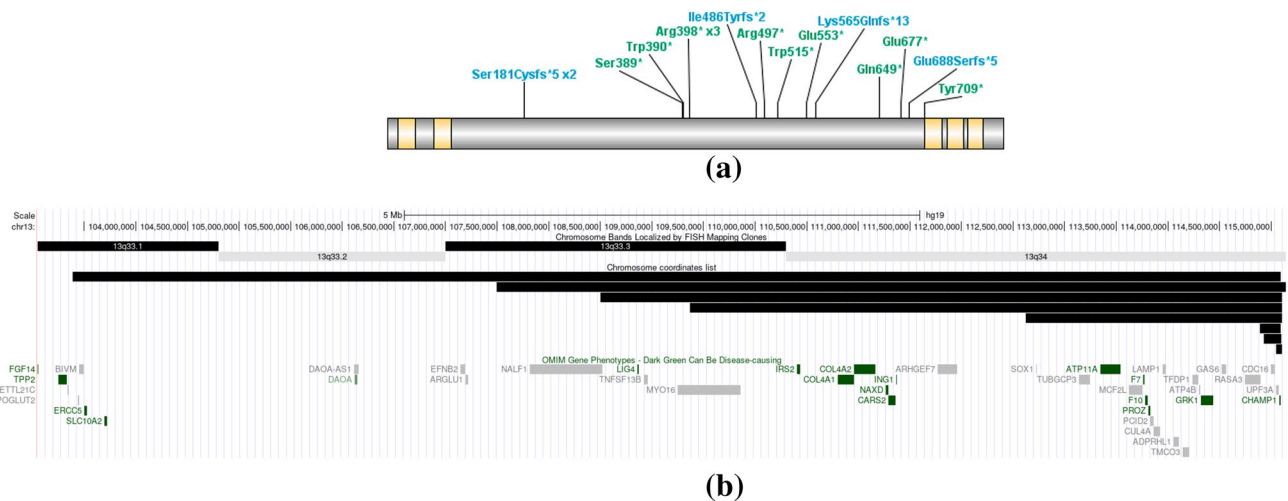 Ile486Tyrfs*2 Lys565Glnfs*13
Arg398* x3 Arg497* Glu553* Glu677*
Trp390* Trp515*
Ser389* Gln649* Glu688Serfs*5
Ser181Cysfs*5 x2
Tyr709*
(a)
Scale 5 Mb hg19
chr13: 104,000,000 104,500,000 105,000,000 105,500,000 106,000,000 106,500,000 107,000,000 107,500,000 108,000,000 108,500,000 109,000,000 109,500,000 110,000,000 110,500,000 111,000,000 111,500,000 112,000,000 112,500,000 113,000,000 113,500,000 114,000,000 114,500,000 115,000,000
Chromosome Bands Localized by FISH Mapping Clones
13q33.1 13q33.3
13q33.2 13q34
Chromosome coordinates list
OMIM Gene Phenotypes - Dark Green Can Be Disease-causing
FGF14 BIVM DAOA-AS1 EFNB2 NALF1 LIG4 IRS2 COL4A2 ARHGEF7 SOX1 ATP11A LAMP1 GAS6 CDC16
TPP2 DAOA ARGLU1 TNFSF13B COL4A1 ING1 TUBGCP3 F7 TFDP1 RASA3
ETTL21C MYO16 NAXD MCF2L ATP4B UPF3A
POGLUT2 CARS2 F10 GRK1 CHAMP1
ERCC5 PROZ
SLC10A2 PCID2
CUL4A
ADPRHL1
TMCO3
(b)